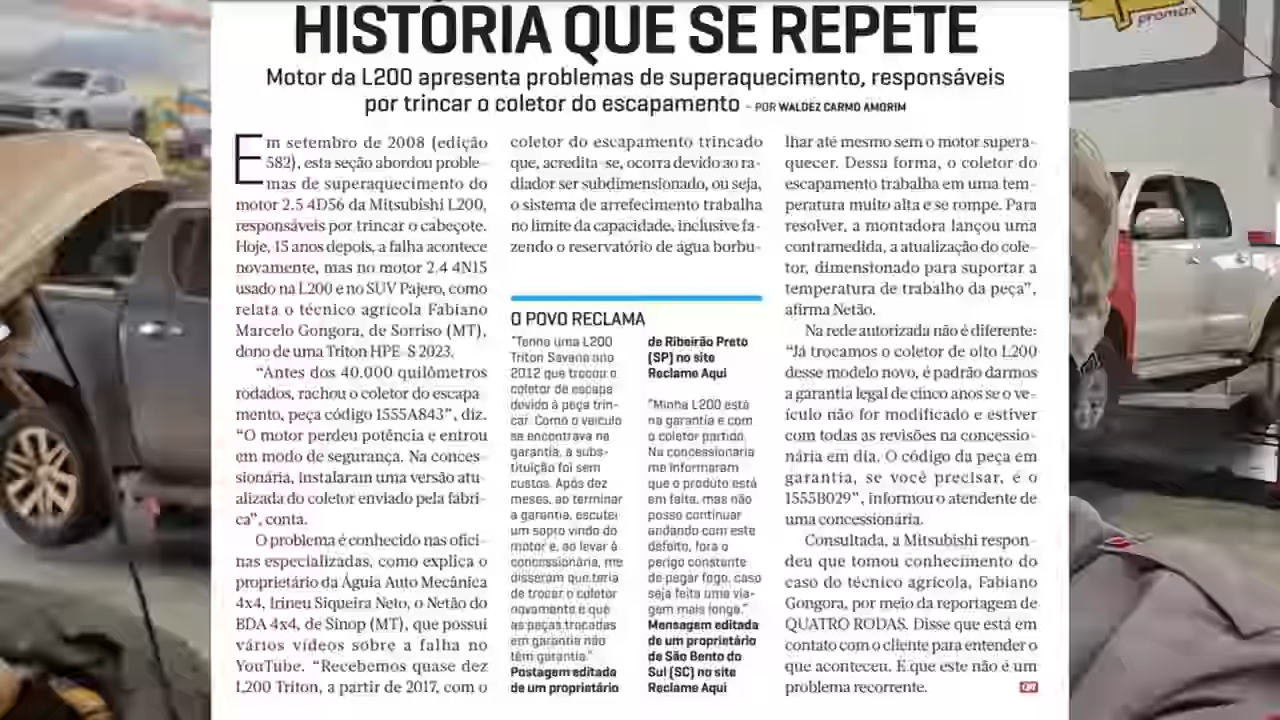 HISTÓRIA QUE SE REPETE
Motor da L200 apresenta problemas de superaquecimento, responsáveis
por trincar o coletor do escapamento - POR WALDEZ CARMO AMORIM
Em setembro de 2008 (edição
582), esta seção abordou proble-
mas de superaquecimento do
motor 2.5 4D56 da Mitsubishi L200,
responsáveis por trincar o cabeçote.
Hoje, 15 anos depois, a falha acontece
novamente, mas no motor 2.4 4N15
usado na L200 e no SUV Pajero, como
relata o técnico agrícola Fabiano
Marcelo Gongora, de Sorriso (MT),
dono de uma Triton HPE-S 2023.
“Antes dos 40.000 quilômetros
rodados, rachou o coletor do escapa-
mento, peça código 1555A843”, diz.
“O motor perdeu potência e entrou
em modo de segurança. Na conces-
sionária, instalaram uma versão atu-
alizada do coletor enviado pela fábri-
ca”, conta.
O problema é conhecido nas ofici-
nas especializadas, como explica o
proprietário da Águia Auto Mecânica
4x4, Irineu Siqueira Neto, o Netão do
BDA 4x4, de Sinop (MT), que possui
vários vídeos sobre a falha no
YouTube. “Recebemos quase dez
L200 Triton, a partir de 2017, com o
coletor do escapamento trincado
que, acredita-se, ocorra devido ao ra-
diador ser subdimensionado, ou seja,
o sistema de arrefecimento trabalha
no limite da capacidade, inclusive fa-
zendo o reservatório de água borbu-
lhar até mesmo sem o motor supera-
quecer. Dessa forma, o coletor do
escapamento trabalha em uma tem-
peratura muito alta e se rompe. Para
resolver, a montadora lançou uma
contramedida, a atualização do cole-
tor, dimensionado para suportar a
temperatura de trabalho da peça”,
afirma Netão.
Na rede autorizada não é diferente:
“Já trocamos o coletor de oito L200
desse modelo novo, é padrão darmos
a garantia legal de cinco anos se o ve-
ículo não for modificado e estiver
com todas as revisões na concessio-
nária em dia. O código da peça em
garantia, se você precisar, é o
1555B029”, informou o atendente de
uma concessionária.
Consultada, a Mitsubishi respon-
deu que tomou conhecimento do
caso do técnico agrícola, Fabiano
Gongora, por meio da reportagem de
QUATRO RODAS. Disse que está em
contato com o cliente para entender o
que aconteceu. E que este não é um
problema recorrente.
QR
O POVO RECLAMA
“Tenho uma L200
Triton Savana ano
2012 que trocou o
coletor de escape
devido à peça trin-
car. Como o veículo
se encontrava na
garantia, a subs-
tituição foi sem
custos. Após dez
meses, ao terminar
a garantia, escutei
um sopro vindo do
motor e, ao levar à
concessionária, me
disseram que teria
de trocar o coletor
novamente e que
as peças trocadas
em garantia não
têm garantia.”
Postagem editada
de um proprietário
de Ribeirão Preto
(SP) no site
Reclame Aqui
“Minha L200 está
na garantia e com
o coletor partido.
Na concessionária
me informaram
que o produto está
em falta, mas não
posso continuar
andando com este
defeito, fora o
perigo constante
de pegar fogo, caso
seja feita uma via-
gem mais longa.”
Mensagem editada
de um proprietário
de São Bento do
Sul (SC) no site
Reclame Aqui
promax